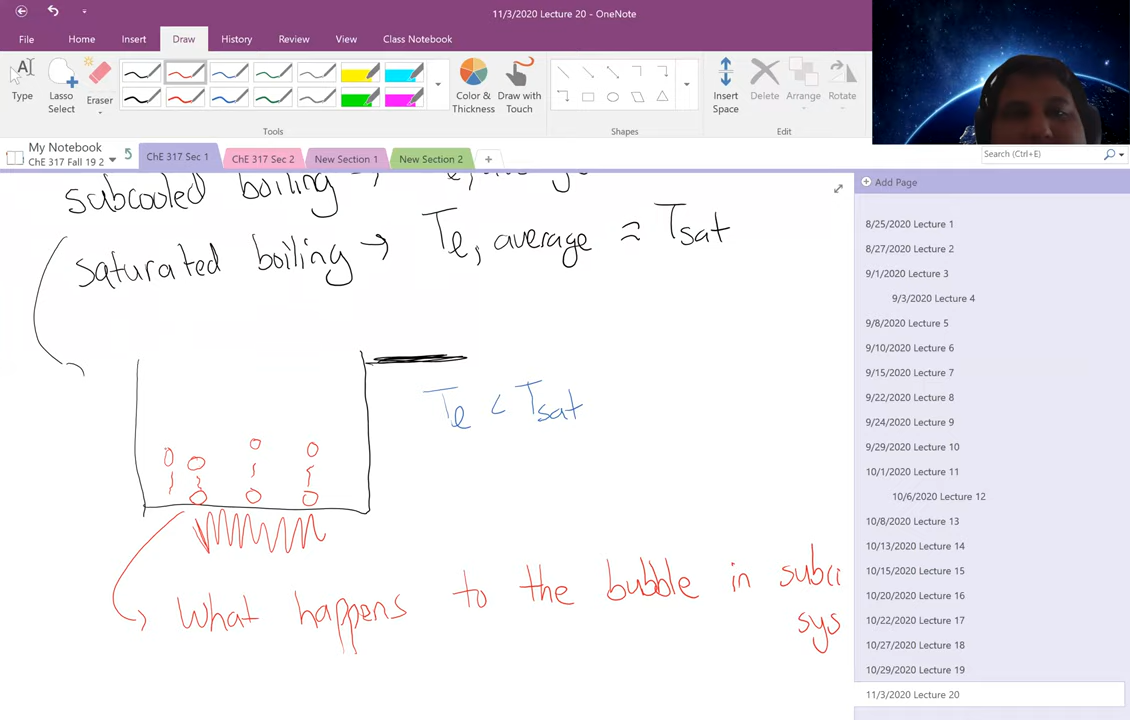 11/3/2020 Lecture 20 - OneNote
File Home Insert Draw History Review View Class Notebook
Type
Lasso Select
Eraser
Color & Thickness
Draw with Touch
Insert Space
Delete
Arrange
Rotate
Tools
Shapes
Edit
My Notebook
ChE 317 Fall 19 2
ChE 317 Sec 1
ChE 317 Sec 2
New Section 1
New Section 2
+
Search (Ctrl+E)
Add Page
8/25/2020 Lecture 1
8/27/2020 Lecture 2
9/1/2020 Lecture 3
9/3/2020 Lecture 4
9/8/2020 Lecture 5
9/10/2020 Lecture 6
9/15/2020 Lecture 7
9/22/2020 Lecture 8
9/24/2020 Lecture 9
9/29/2020 Lecture 10
10/1/2020 Lecture 11
10/6/2020 Lecture 12
10/8/2020 Lecture 13
10/13/2020 Lecture 14
10/15/2020 Lecture 15
10/20/2020 Lecture 16
10/22/2020 Lecture 17
10/27/2020 Lecture 18
10/29/2020 Lecture 19
11/3/2020 Lecture 20
subcooled boiling →
saturated boiling → Tl, average ≈ Tsat
Tl < Tsat
What happens to the bubble in
sys